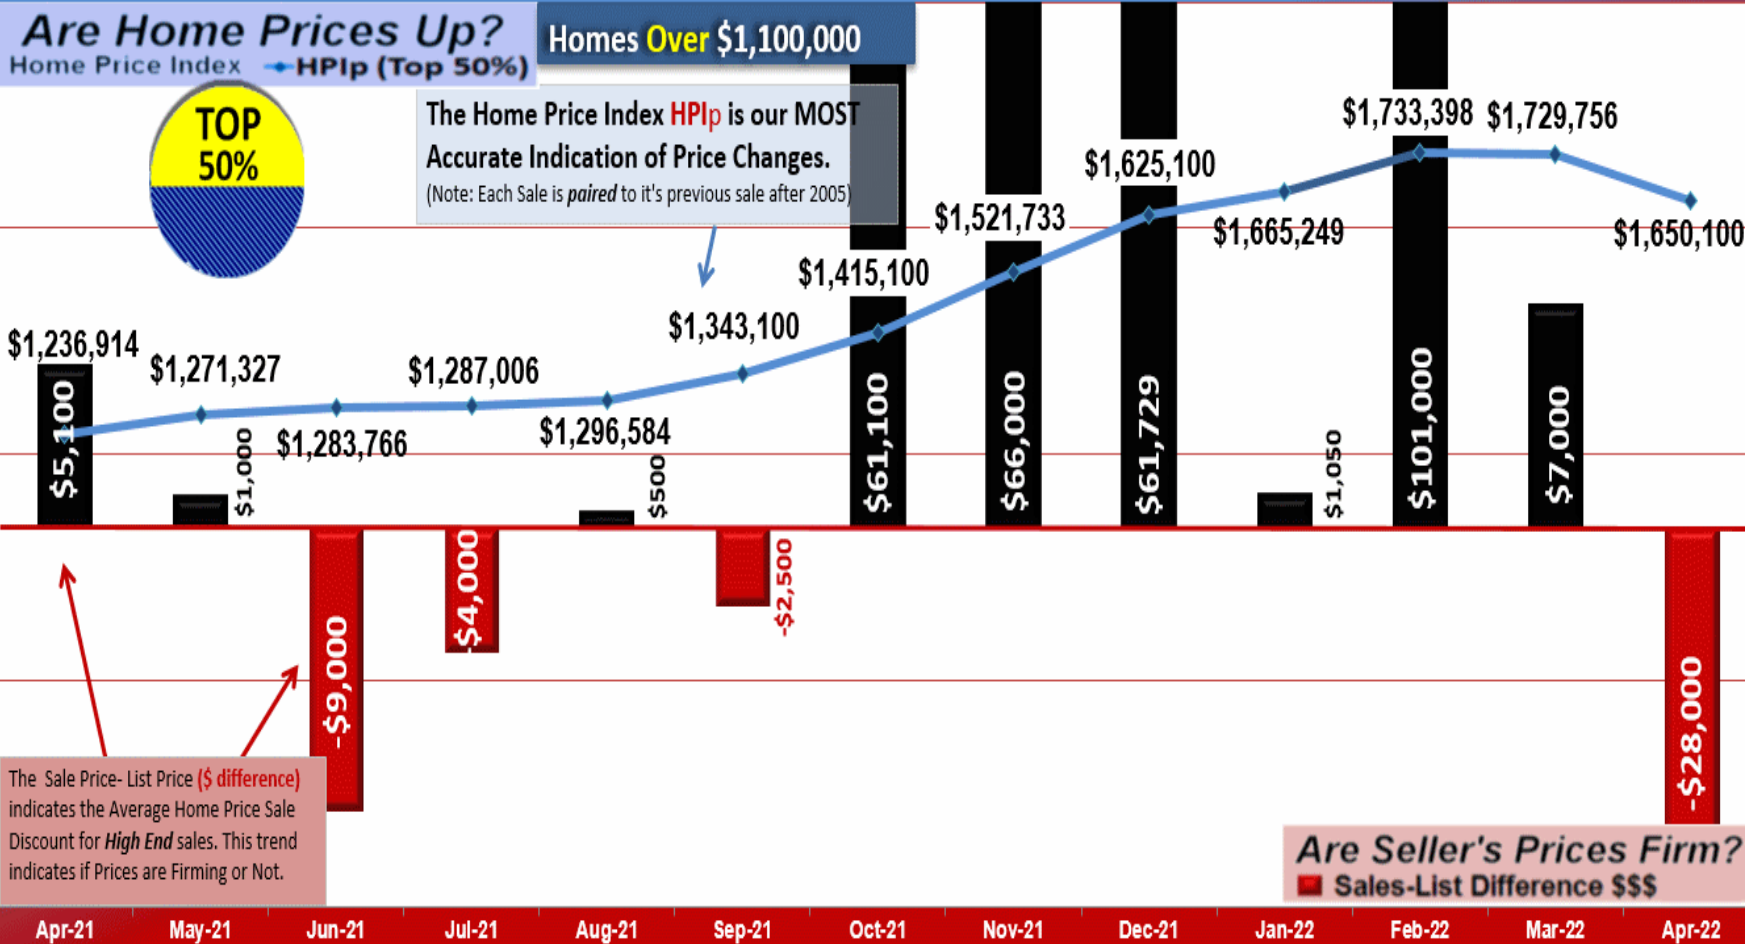 Are Home Prices Up?
Home Price Index HPIp (Top 50%)
Homes Over $1,100,000
TOP
50%
The Home Price Index HPIp is our MOST
Accurate Indication of Price Changes.
(Note: Each Sale is paired to it's previous sale after 2005)
$1,236,914
$1,271,327
$1,283,766
$1,287,006
$1,296,584
$1,343,100
$1,415,100
$1,521,733
$1,625,100
$1,665,249
$1,733,398
$1,729,756
$1,650,100
$5,100
$1,000
-$9,000
-$4,000
$500
-$2,500
$61,100
$66,000
$61,729
$1,050
$101,000
$7,000
-$28,000
The Sale Price- List Price ($ difference)
indicates the Average Home Price Sale
Discount for High End sales. This trend
indicates if Prices are Firming or Not.
Are Seller's Prices Firm?
Sales-List Difference $$$
Apr-21 May-21 Jun-21 Jul-21 Aug-21 Sep-21 Oct-21 Nov-21 Dec-21 Jan-22 Feb-22 Mar-22 Apr-22